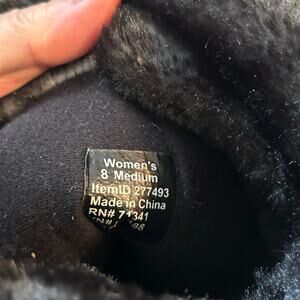 Women's
8 Medium
ItemID 277493
Made in China
RN# 71341